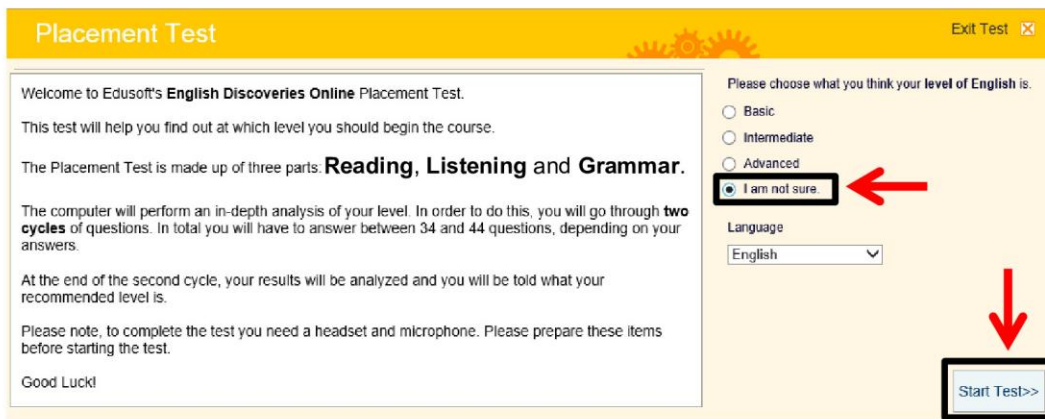 Placement Test
Exit Test
Welcome to Edusoft's English Discoveries Online Placement Test.
This test will help you find out at which level you should begin the course.
The Placement Test is made up of three parts: Reading, Listening and Grammar.
The computer will perform an in-depth analysis of your level. In order to do this, you will go through two
cycles of questions. In total you will have to answer between 34 and 44 questions, depending on your
answers.
At the end of the second cycle, your results will be analyzed and you will be told what your
recommended level is.
Please note, to complete the test you need a headset and microphone. Please prepare these items
before starting the test.
Good Luck!
Please choose what you think your level of English is.
Basic
Intermediate
Advanced
I am not sure.
Language
English
Start Test>>